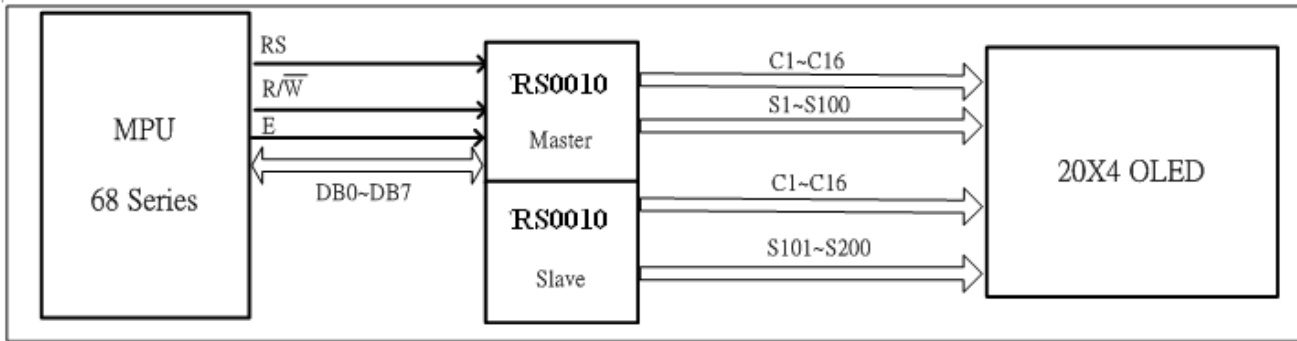 MPU
68 Series
RS
R/W̅
E
DB0~DB7
RS0010
Master
RS0010
Slave
C1~C16
S1~S100
C1~C16
S101~S200
20X4 OLED